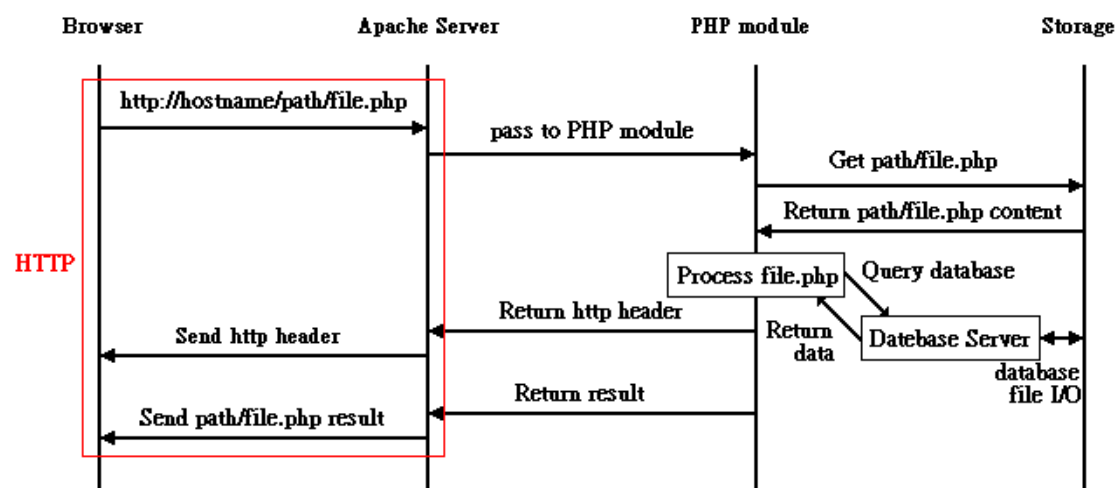 Browser
Apache Server
PHP module
Storage
http://hostname/path/file.php
pass to PHP module
Get path/file.php
Return path/file.php content
HTTP
Process file.php
Query database
Return http header
Send http header
Return
data
Datebase Server
database
file I/O
Return result
Send path/file.php result